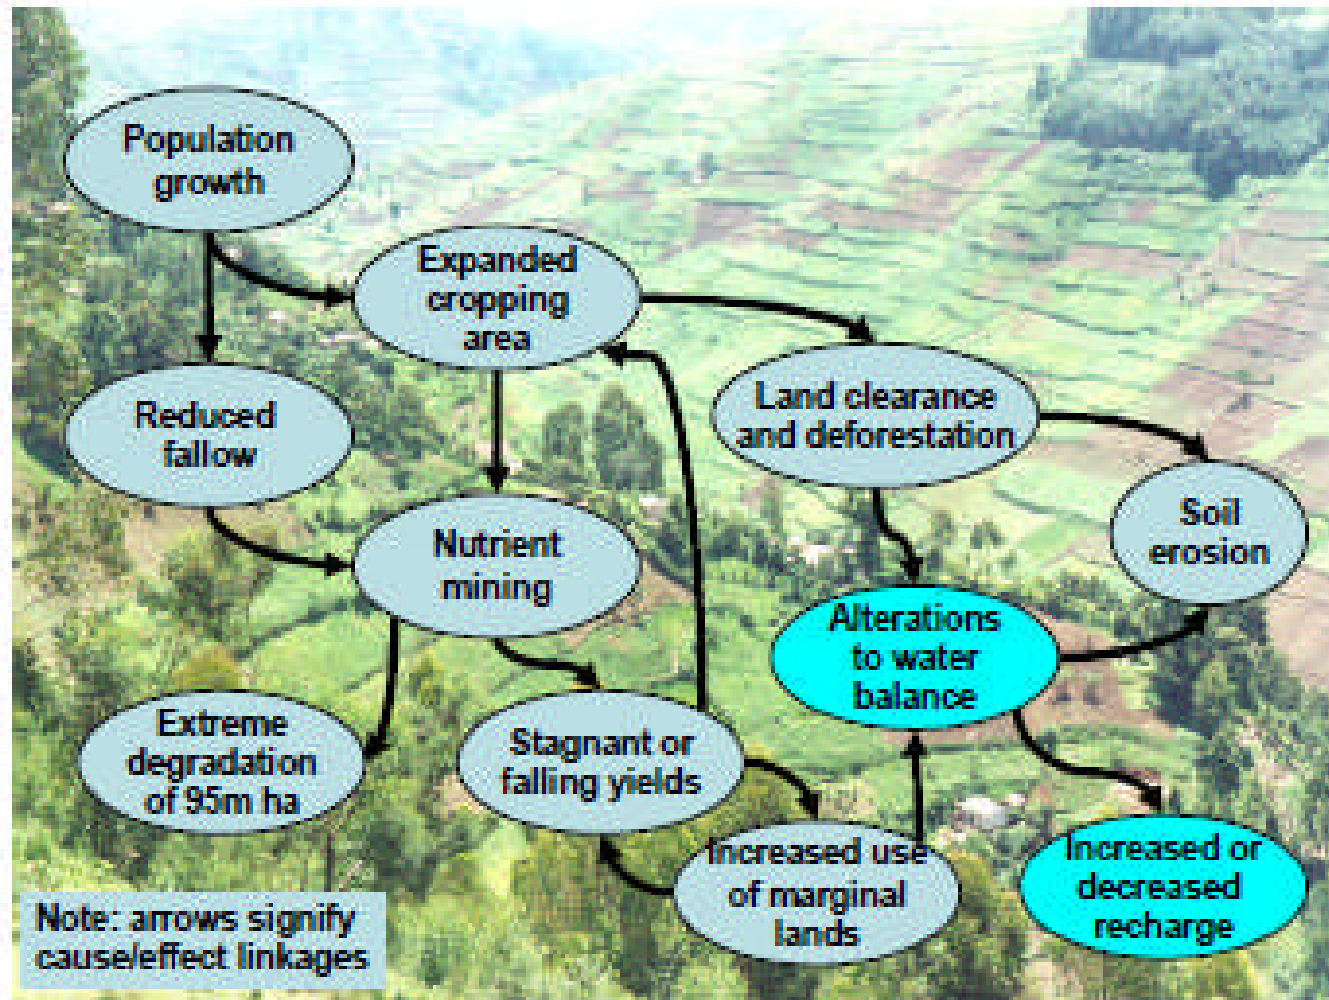 Population
growth
Expanded
cropping
area
Land clearance
and deforestation
Reduced
fallow
Soil
erosion
Nutrient
mining
Alterations
to water
balance
Extreme
degradation
of 95m ha
Stagnant or
falling yields
Increased use
of marginal
lands
Increased or
decreased
recharge
Note: arrows signify
cause/effect linkages